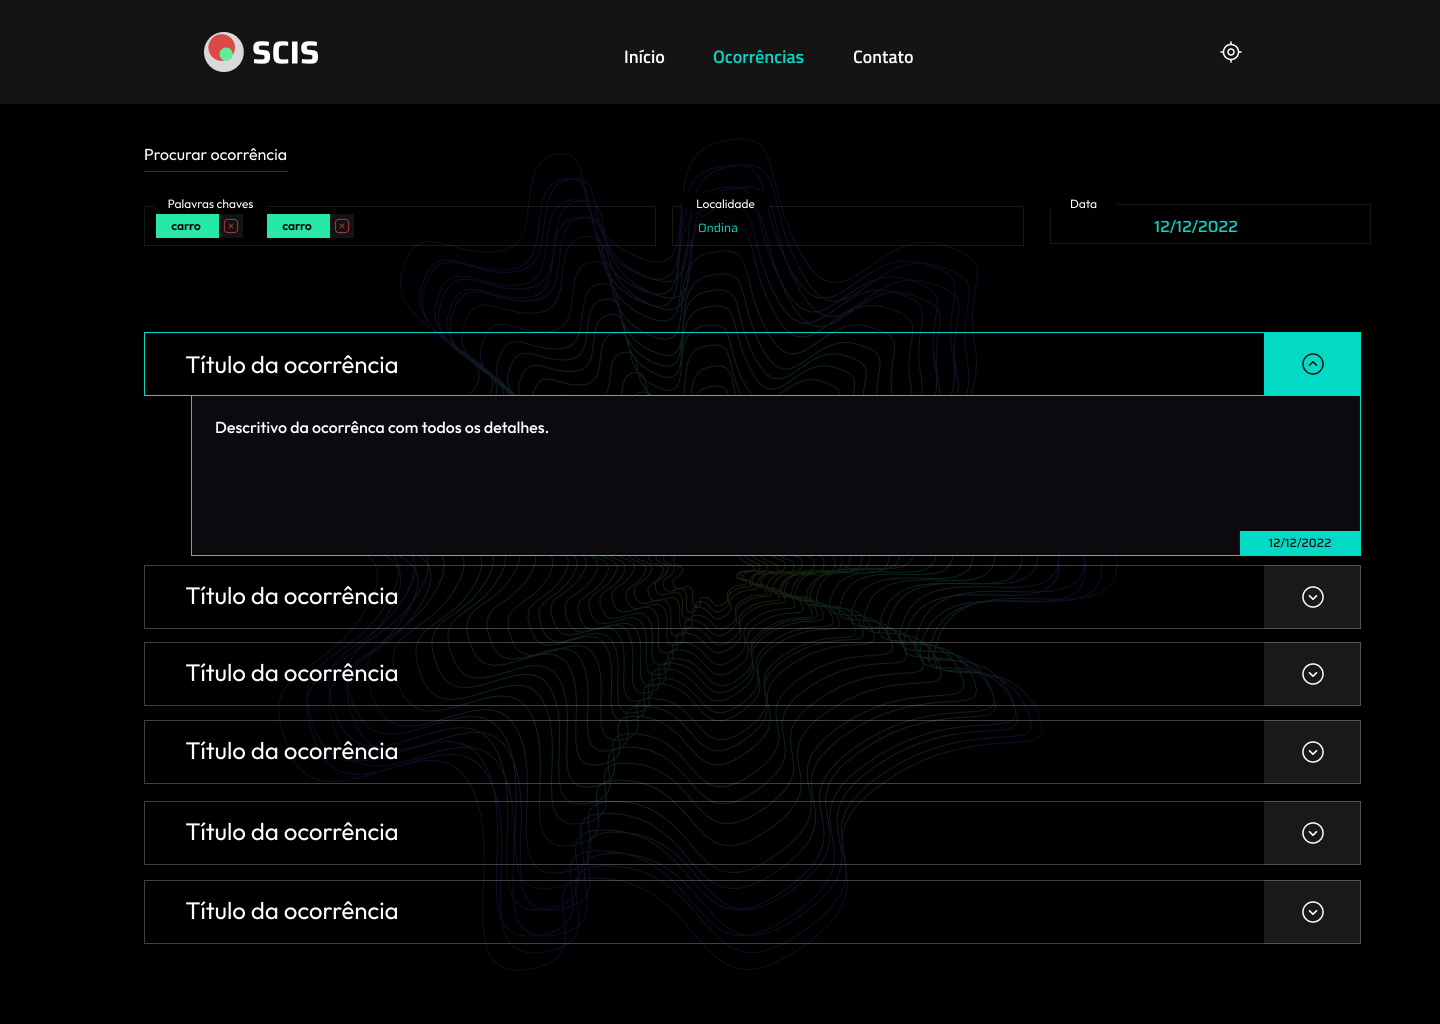 SCIS
Início Ocorrências Contato
Procurar ocorrência
Palavras chaves Localidade Data
carro carro Ondina 12/12/2022
Título da ocorrência
Descritivo da ocorrênca com todos os detalhes.
12/12/2022
Título da ocorrência
Título da ocorrência
Título da ocorrência
Título da ocorrência
Título da ocorrência